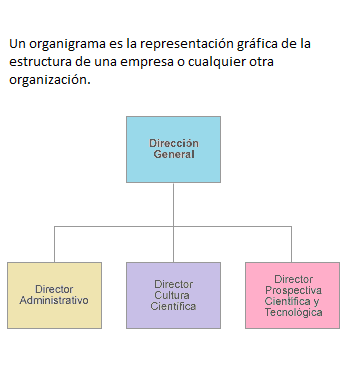 Un organigrama es la representación gráfica de la
estructura de una empresa o cualquier otra
organización.
Dirección
General
Director
Administrativo
Director
Cultura
Científica
Director
Prospectiva
Científica y
Tecnológica